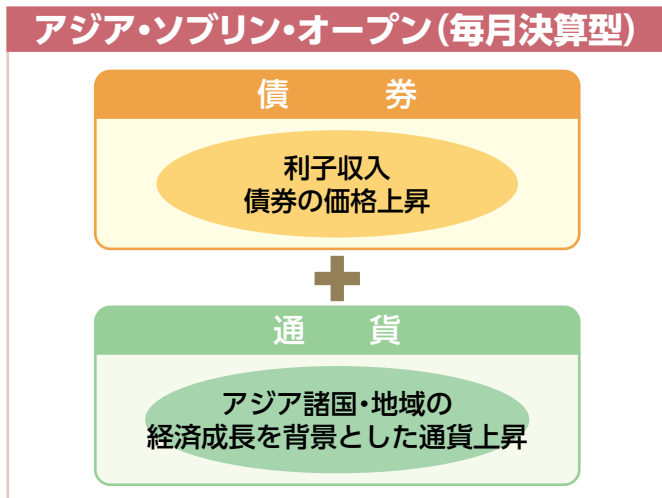 アジア・ソブリン・オープン(毎月決算型)
債　券
利子収入
債券の価格上昇
通　貨
アジア諸国・地域の
経済成長を背景とした通貨上昇